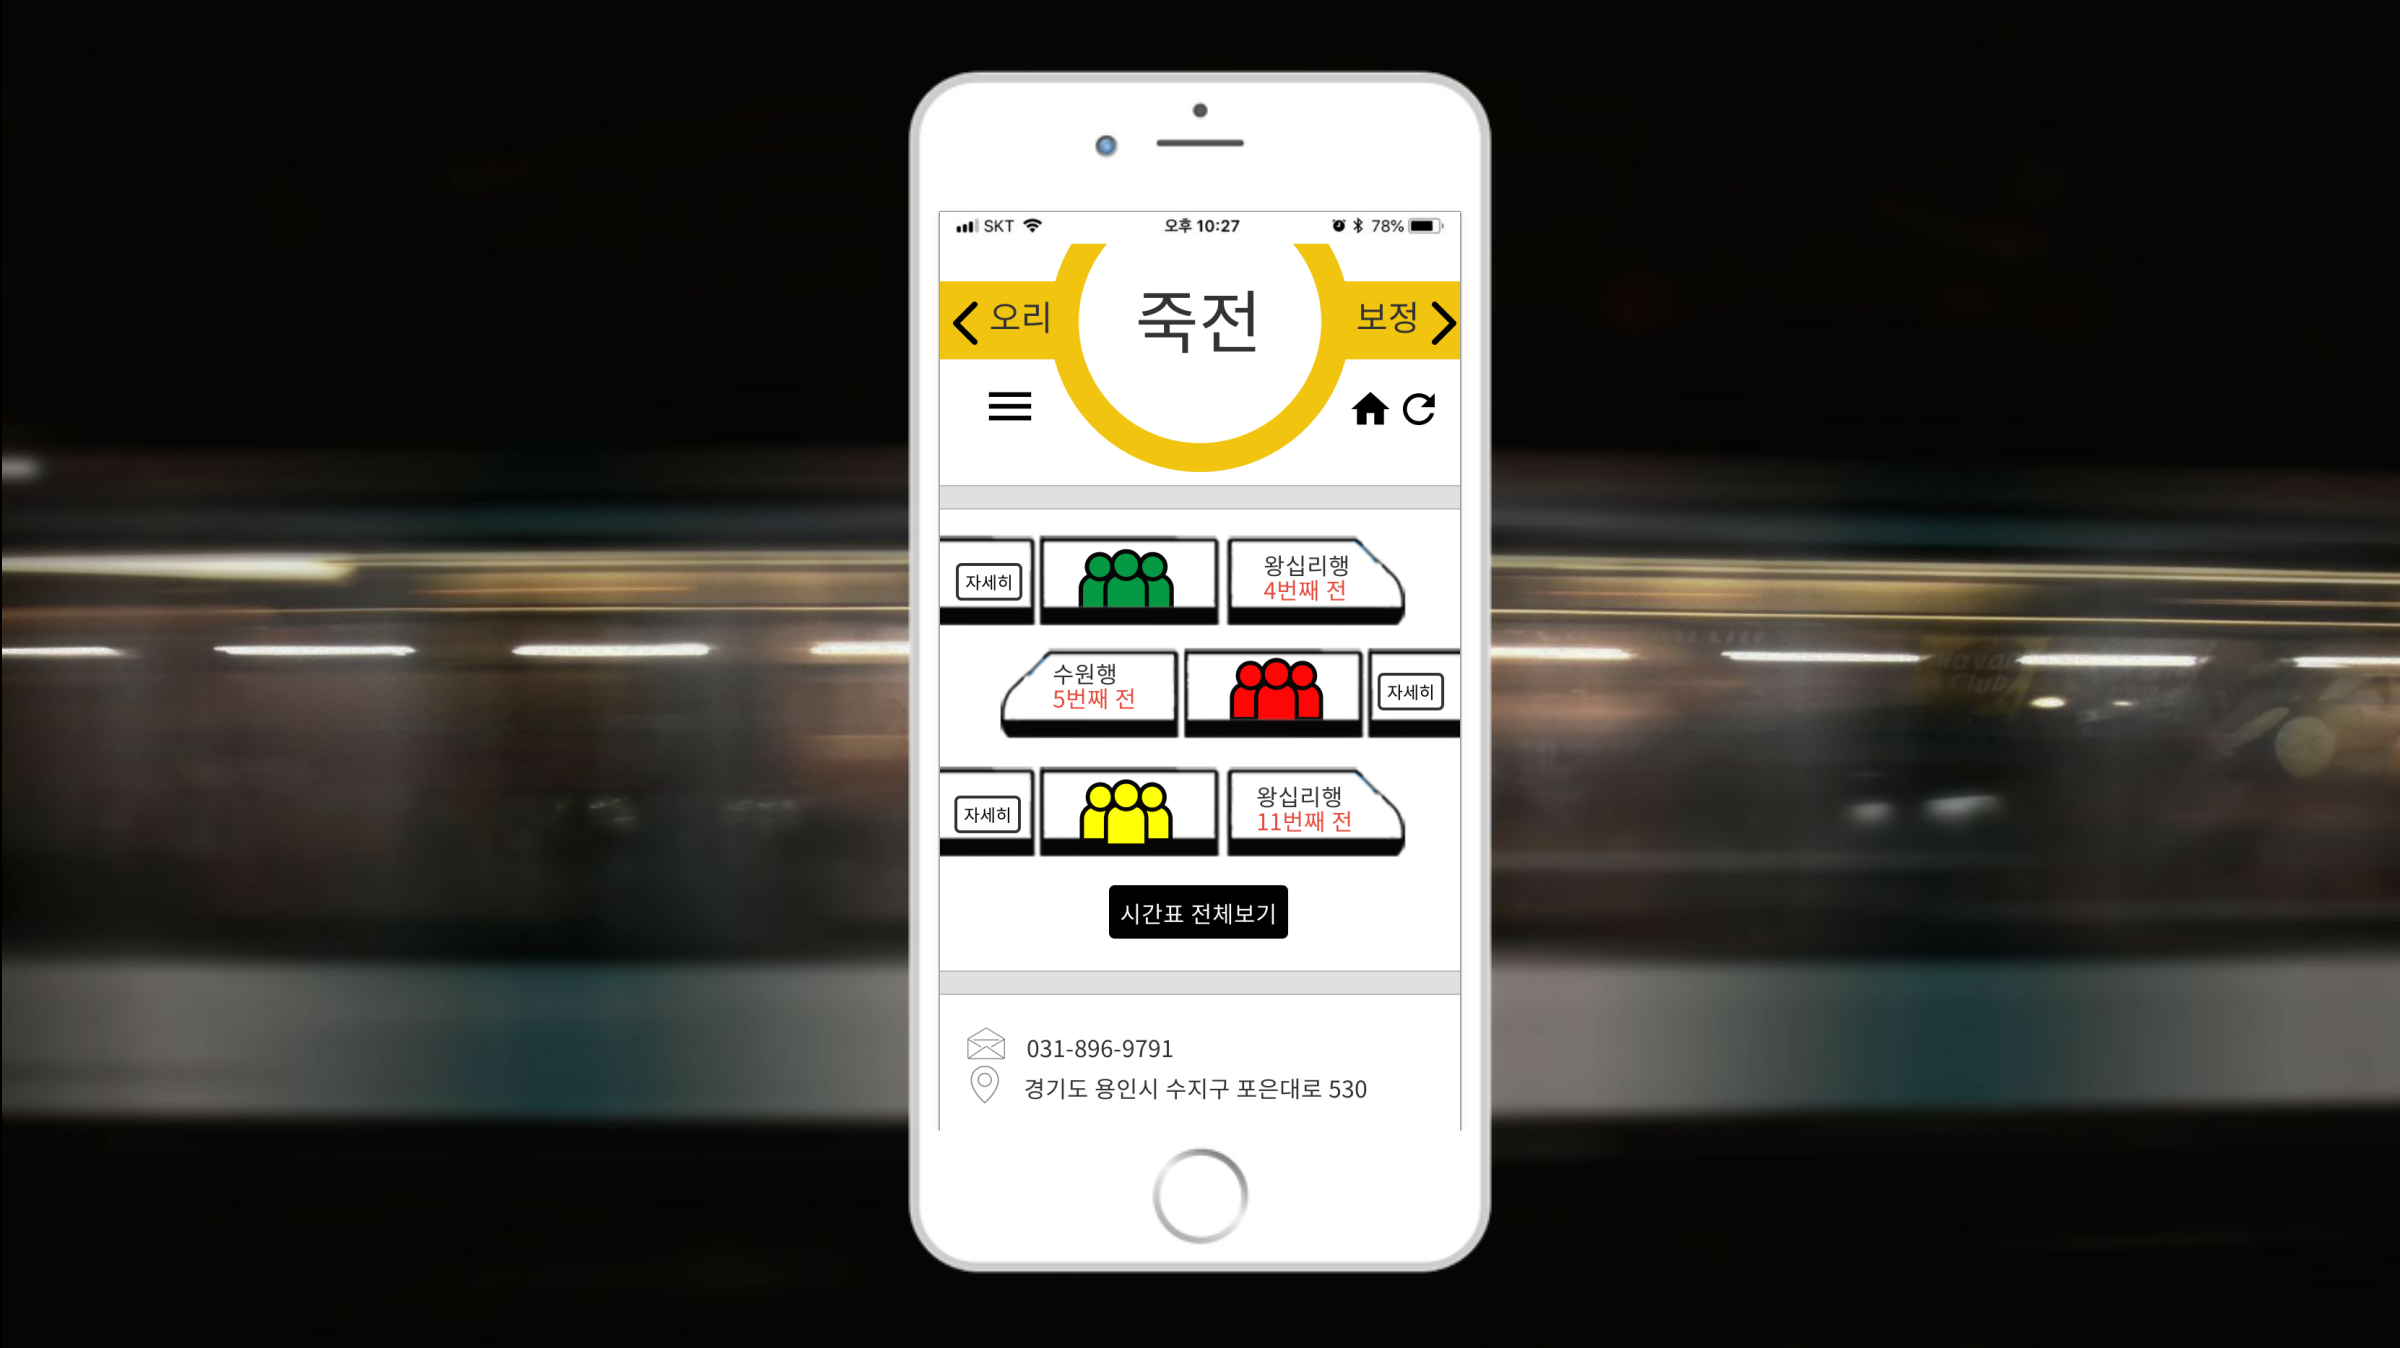 SKT 오후 10:27 78%
오리 죽전 보정
자세히
왕십리행
4번째 전
수원행
5번째 전
자세히
자세히
왕십리행
11번째 전
시간표 전체보기
031-896-9791
경기도 용인시 수지구 포은대로 530